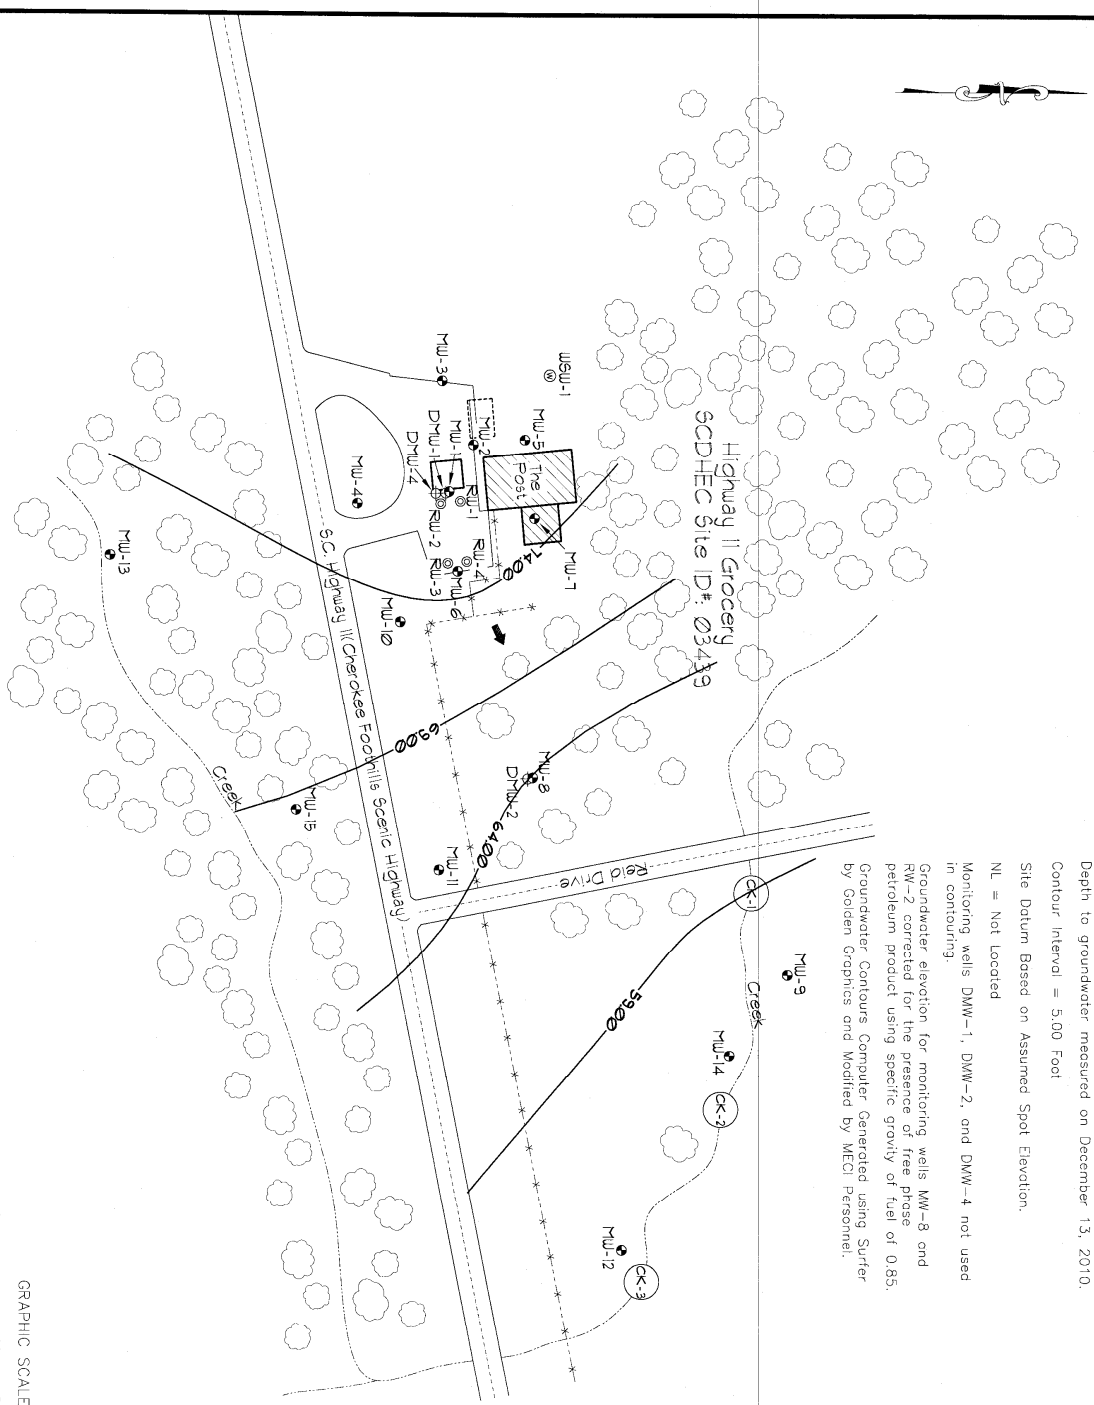 Depth to groundwater measured on December 13, 2010.
Contour Interval = 5.00 Foot
Site Datum Based on Assumed Spot Elevation.
NL = Not Located
Monitoring wells DMW-1, DMW-2, and DMW-4 not used
in contouring.
Groundwater elevation for monitoring wells MW-8 and
RW-2 corrected for the presence of free phase
petroleum product using specific gravity of fuel of 0.85.
Groundwater Contours Computer Generated using Surfer
by Golden Graphics and Modified by MECI Personnel.
Highway 11 Grocery
SCDHEC Site ID#: 03439
WSW-1
MW-5
The
Post
MW-7
74.00
MW-3
MW-2
MW-1
DMW-1
DMW-4
RW-1
RW-2
RW-4
MW-6
RW-3
MW-4
MW-10
MW-13
S.C. Highway 11(Cherokee Foothills Scenic Highway)
69.00
MW-8
DMW-2
64.00
MW-11
MW-15
Creek
Reid Drive
CK-1
MW-9
Creek
59.00
MW-14
CK-2
MW-12
CK-3
GRAPHIC SCALE